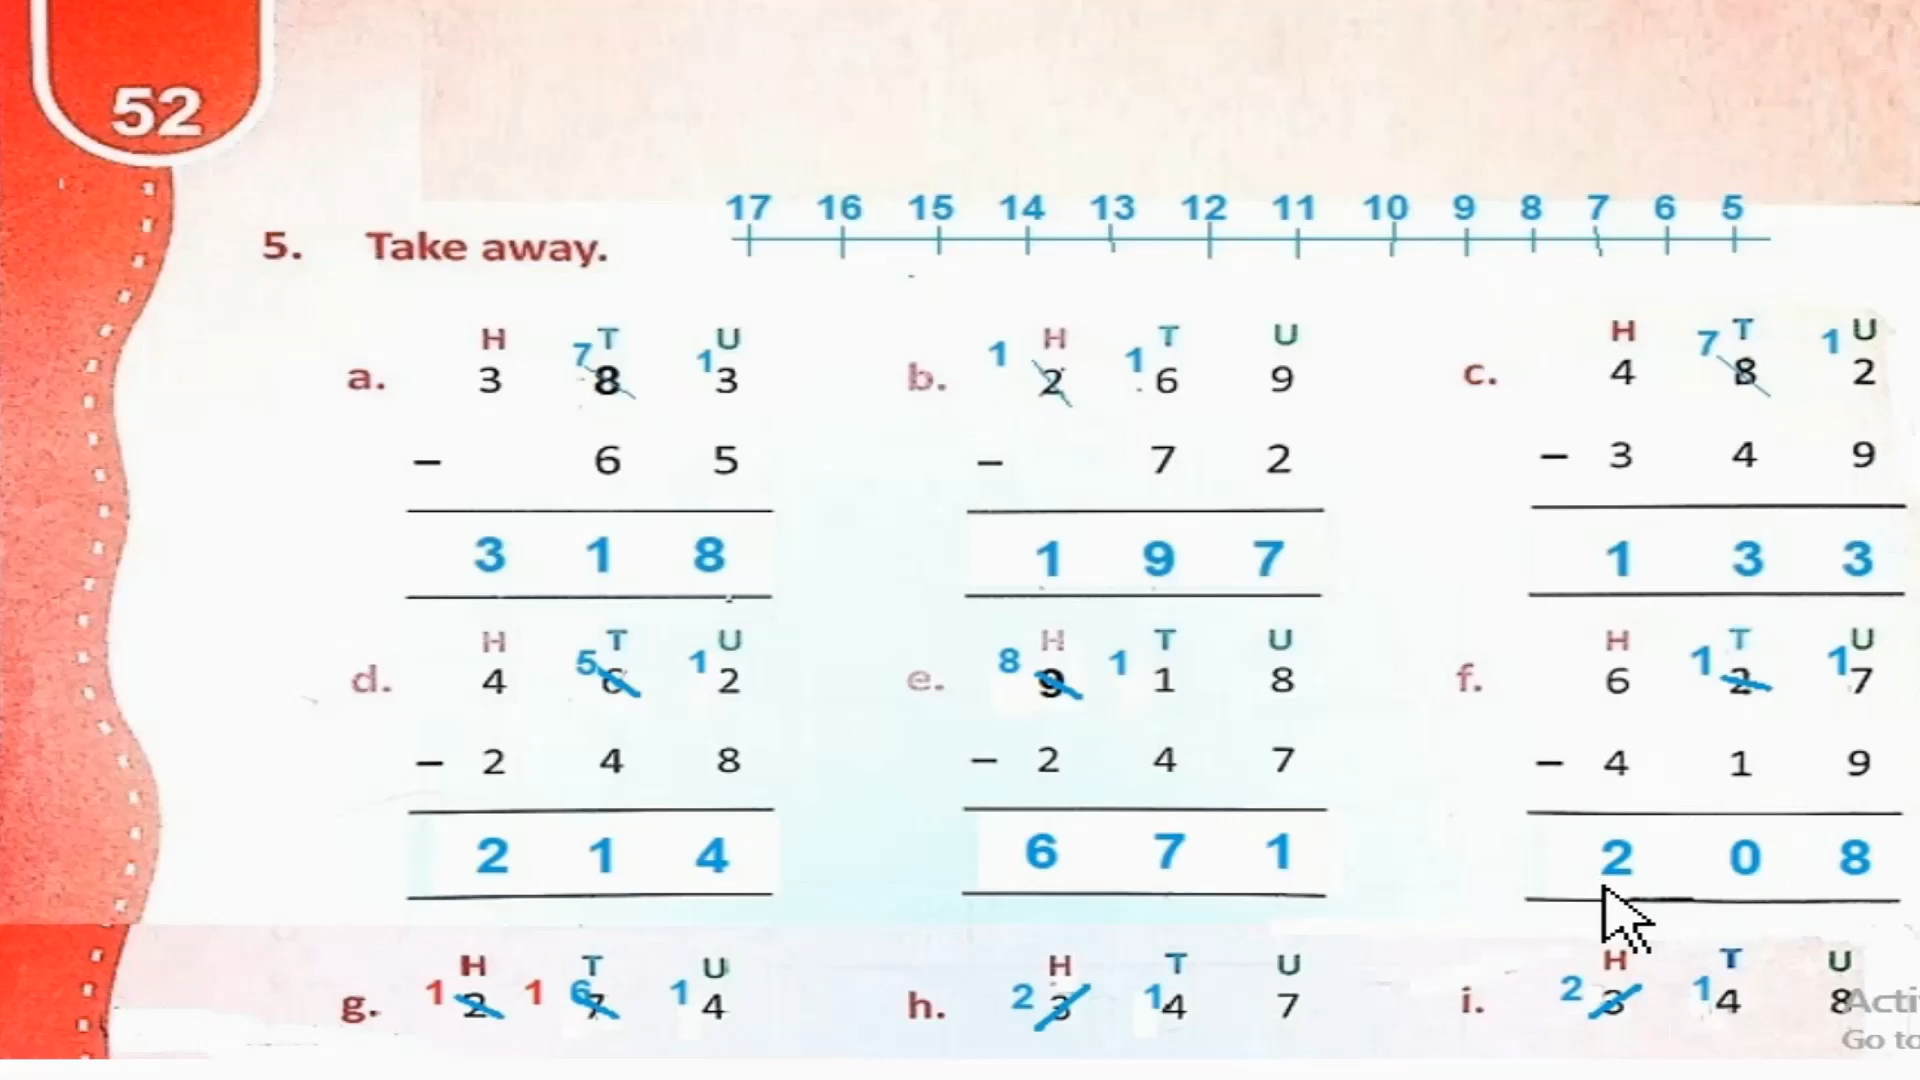 52
17 16 15 14 13 12 11 10 9 8 7 6 5
5. Take away.
H T U
a. 3 7 8 1 3
- 6 5
3 1 8
H T U
b. 1 2 1 6 9
- 7 2
1 9 7
H T U
c. 4 7 8 1 2
- 3 4 9
1 3 3
H T U
d. 4 5 6 1 2
- 2 4 8
2 1 4
H T U
e. 8 9 1 1 8
- 2 4 7
6 7 1
H T U
f. 6 1 2 1 7
- 4 1 9
2 0 8
H T U
g. 1 2 1 6 7 1 4
H T U
h. 2 3 1 4 7
H T U
i. 2 3 1 4 8
Acti
Go to